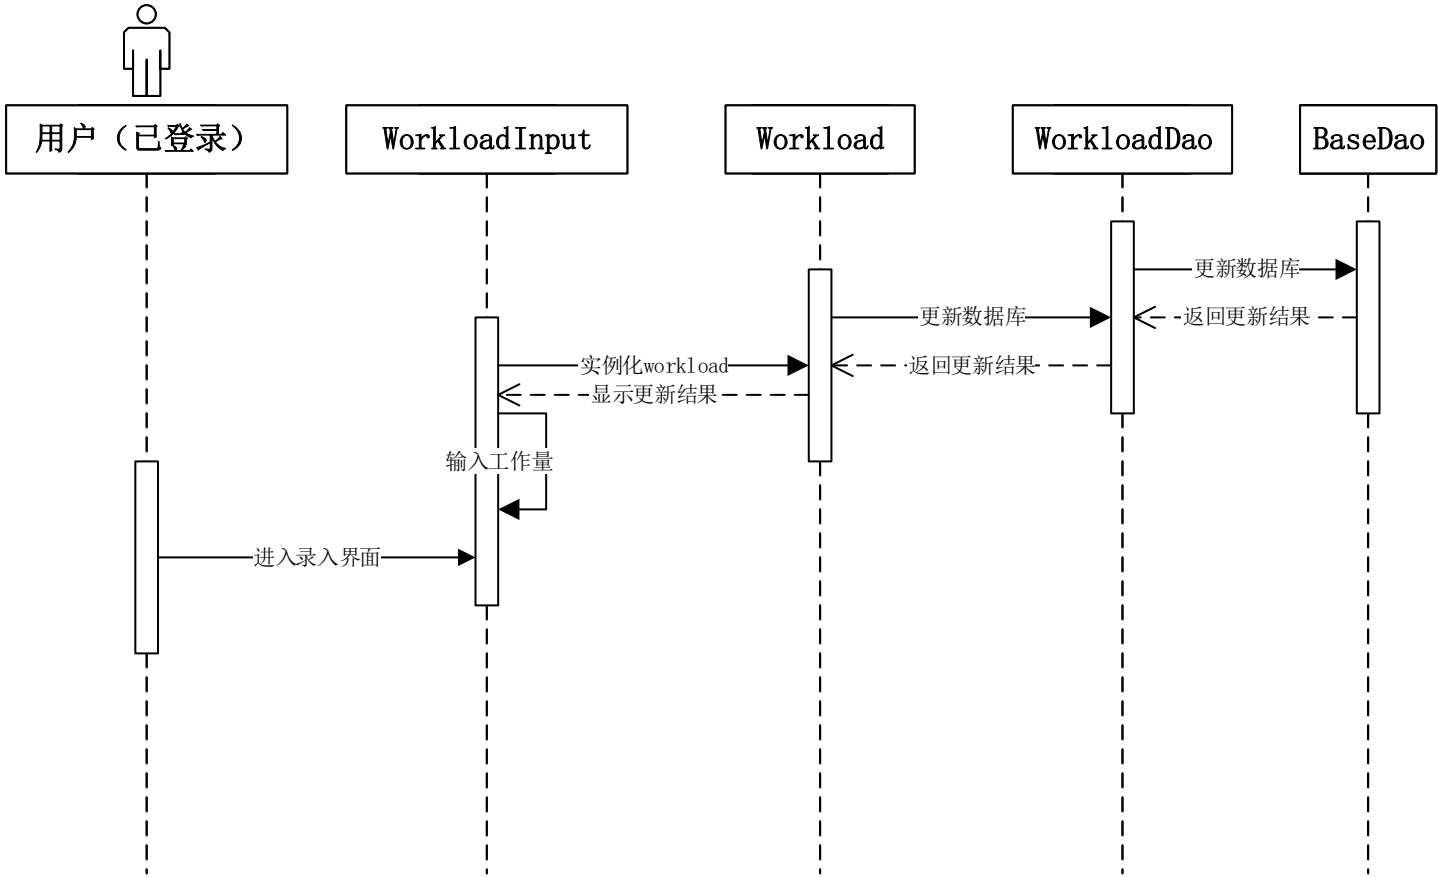 用户（已登录）
WorkloadInput
Workload
WorkloadDao
BaseDao
更新数据库
更新数据库
返回更新结果
实例化workload
返回更新结果
显示更新结果
输入工作量
进入录入界面